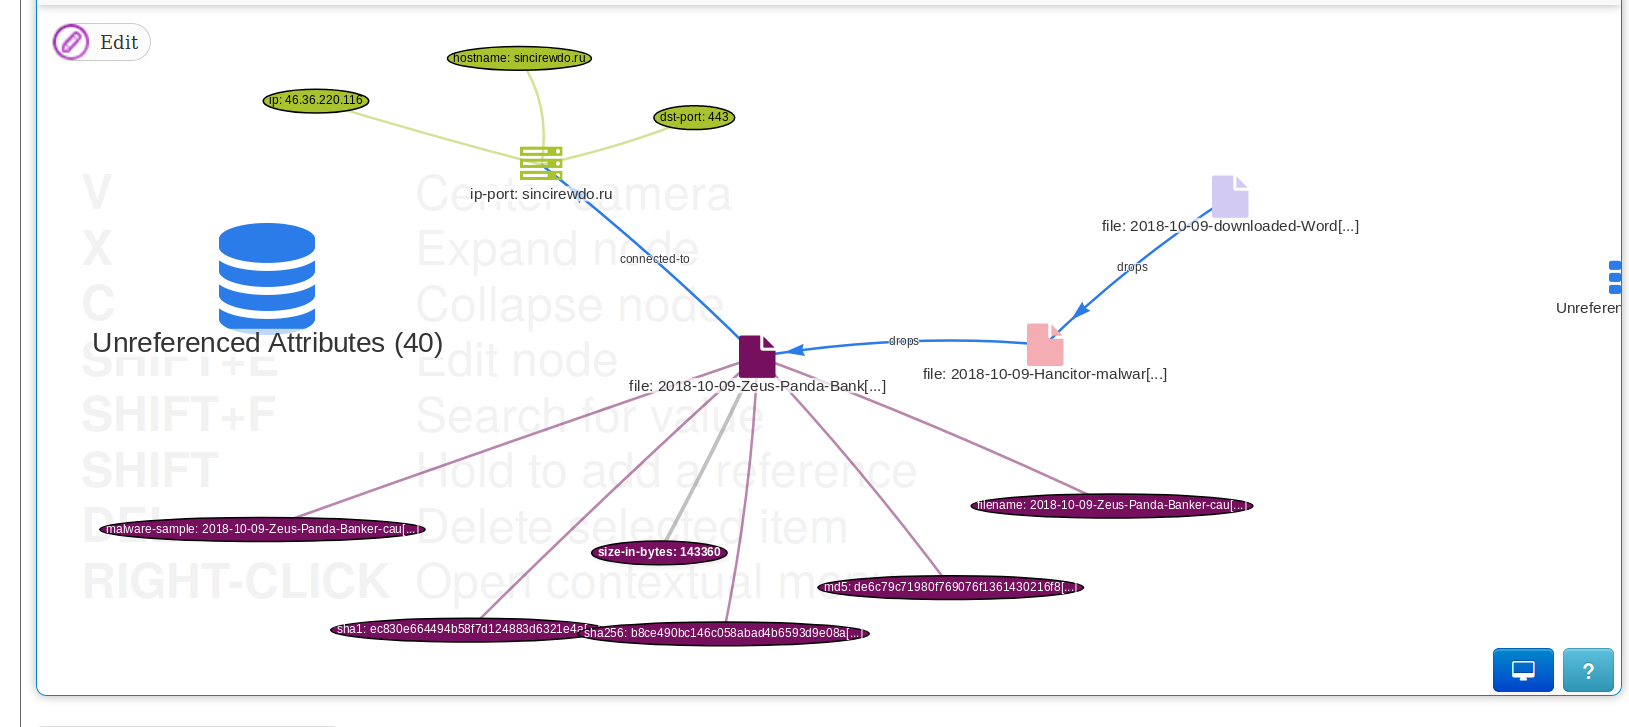 Edit
hostname: sincirewdo.ru
ip: 46.36.220.116
dst-port: 443
ip-port: sincirewdo.ru
V Center camera
file: 2018-10-09-downloaded-Word[...]
X Expand node
connected-to
drops
C Collapse node
Unreferen
Unreferenced Attributes (40)
drops
SHIFT+E Edit node
file: 2018-10-09-Hancitor-malwar[...]
file: 2018-10-09-Zeus-Panda-Bank[...]
SHIFT+F Search for value
SHIFT Hold to add a reference
filename: 2018-10-09-Zeus-Panda-Banker-cau[...]
malware-sample: 2018-10-09-Zeus-Panda-Banker-cau[...]
Delete selected item
size-in-bytes: 143360
RIGHT-CLICK Open contextual
md5: de6c79c71980f769076f1361430216f8[...]
sha1: ec830e664494b58f7d124883d6321e4a
sha256: b8ce490bc146c058abad4b6593d9e08a[...]
?